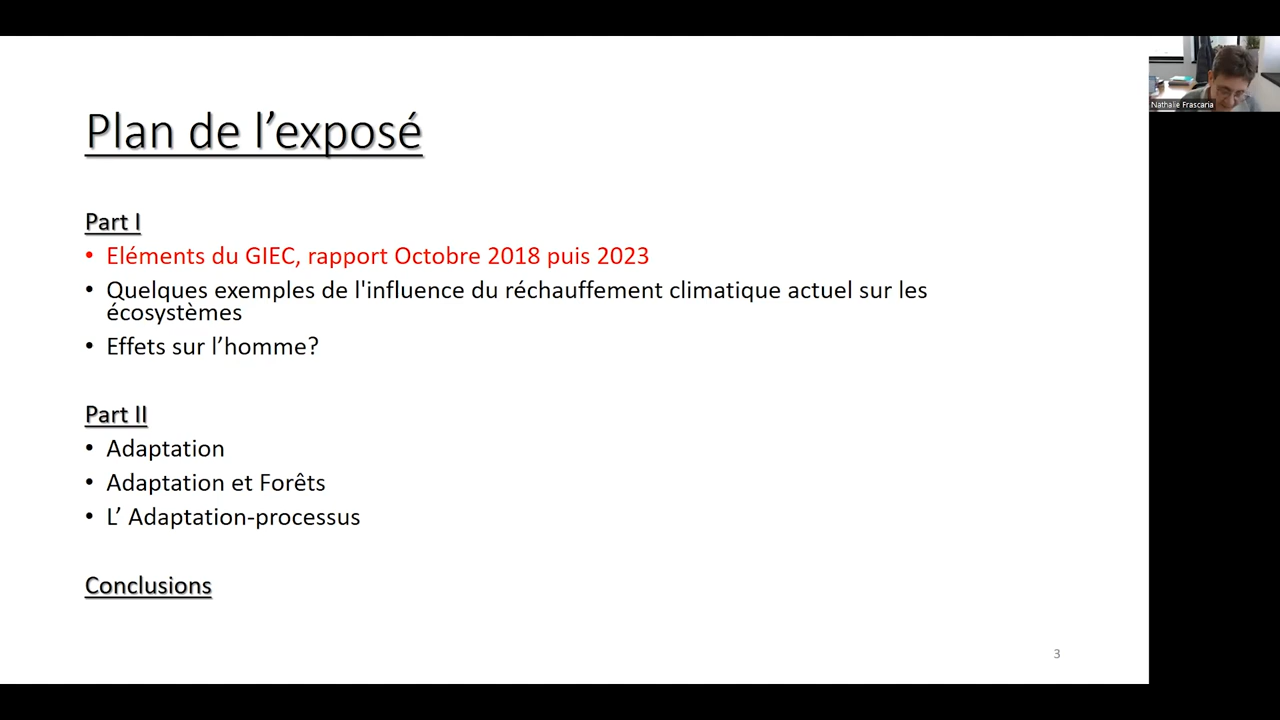 Plan de l’exposé
Nathalie Frascaria
Part I
• Eléments du GIEC, rapport Octobre 2018 puis 2023
• Quelques exemples de l'influence du réchauffement climatique actuel sur les
écosystèmes
• Effets sur l’homme?
Part II
• Adaptation
• Adaptation et Forêts
• L’ Adaptation-processus
Conclusions
3